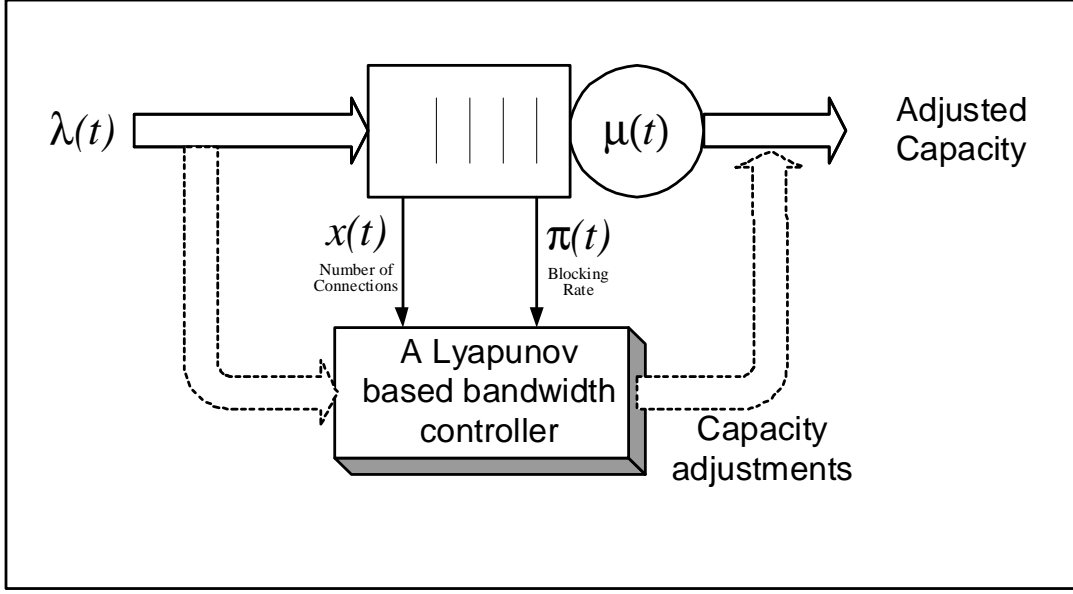 λ(t)
μ(t)
Adjusted
Capacity
x(t)
Number of
Connections
π(t)
Blocking
Rate
A Lyapunov
based bandwidth
controller
Capacity
adjustments